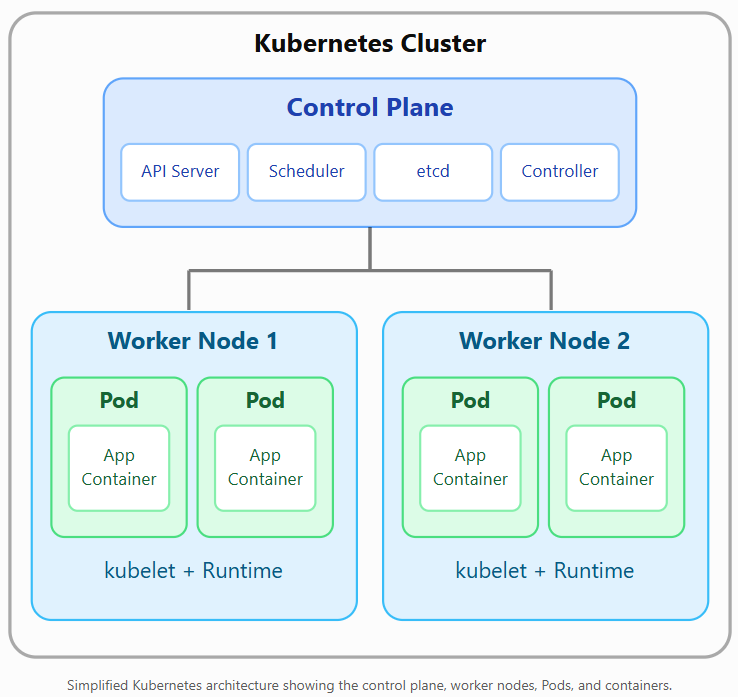 Kubernetes Cluster
Control Plane
API Server
Scheduler
etcd
Controller
Worker Node 1
Pod
App
Container
Pod
App
Container
kubelet + Runtime
Worker Node 2
Pod
App
Container
Pod
App
Container
kubelet + Runtime
Simplified Kubernetes architecture showing the control plane, worker nodes, Pods, and containers.